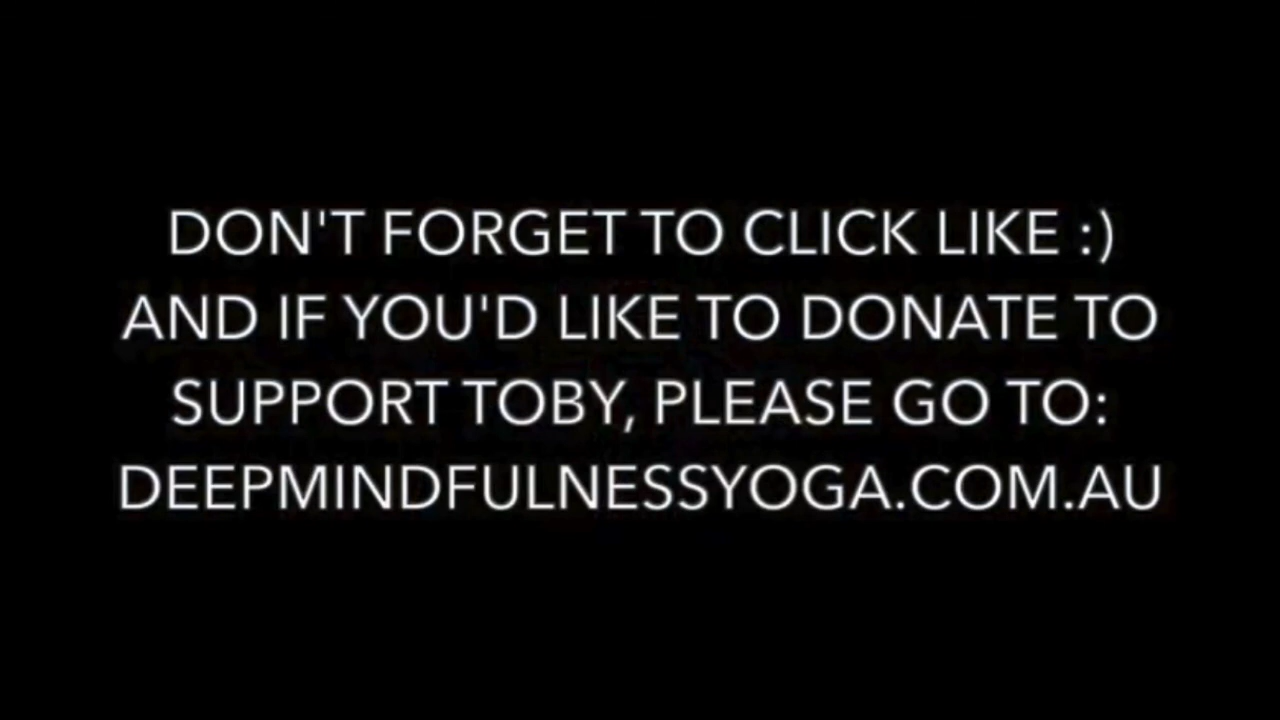 DON'T FORGET TO CLICK LIKE :)
AND IF YOU'D LIKE TO DONATE TO
SUPPORT TOBY, PLEASE GO TO:
DEEPMINDFULNESSYOGA.COM.AU